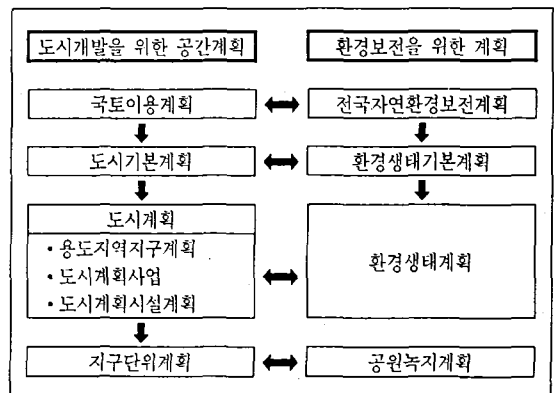 도시개발을 위한 공간계획
환경보전을 위한 계획
국토이용계획
전국자연환경보전계획
도시기본계획
환경생태기본계획
도시계획
• 용도지역지구계획
• 도시계획사업
• 도시계획시설계획
환경생태계획
지구단위계획
공원녹지계획